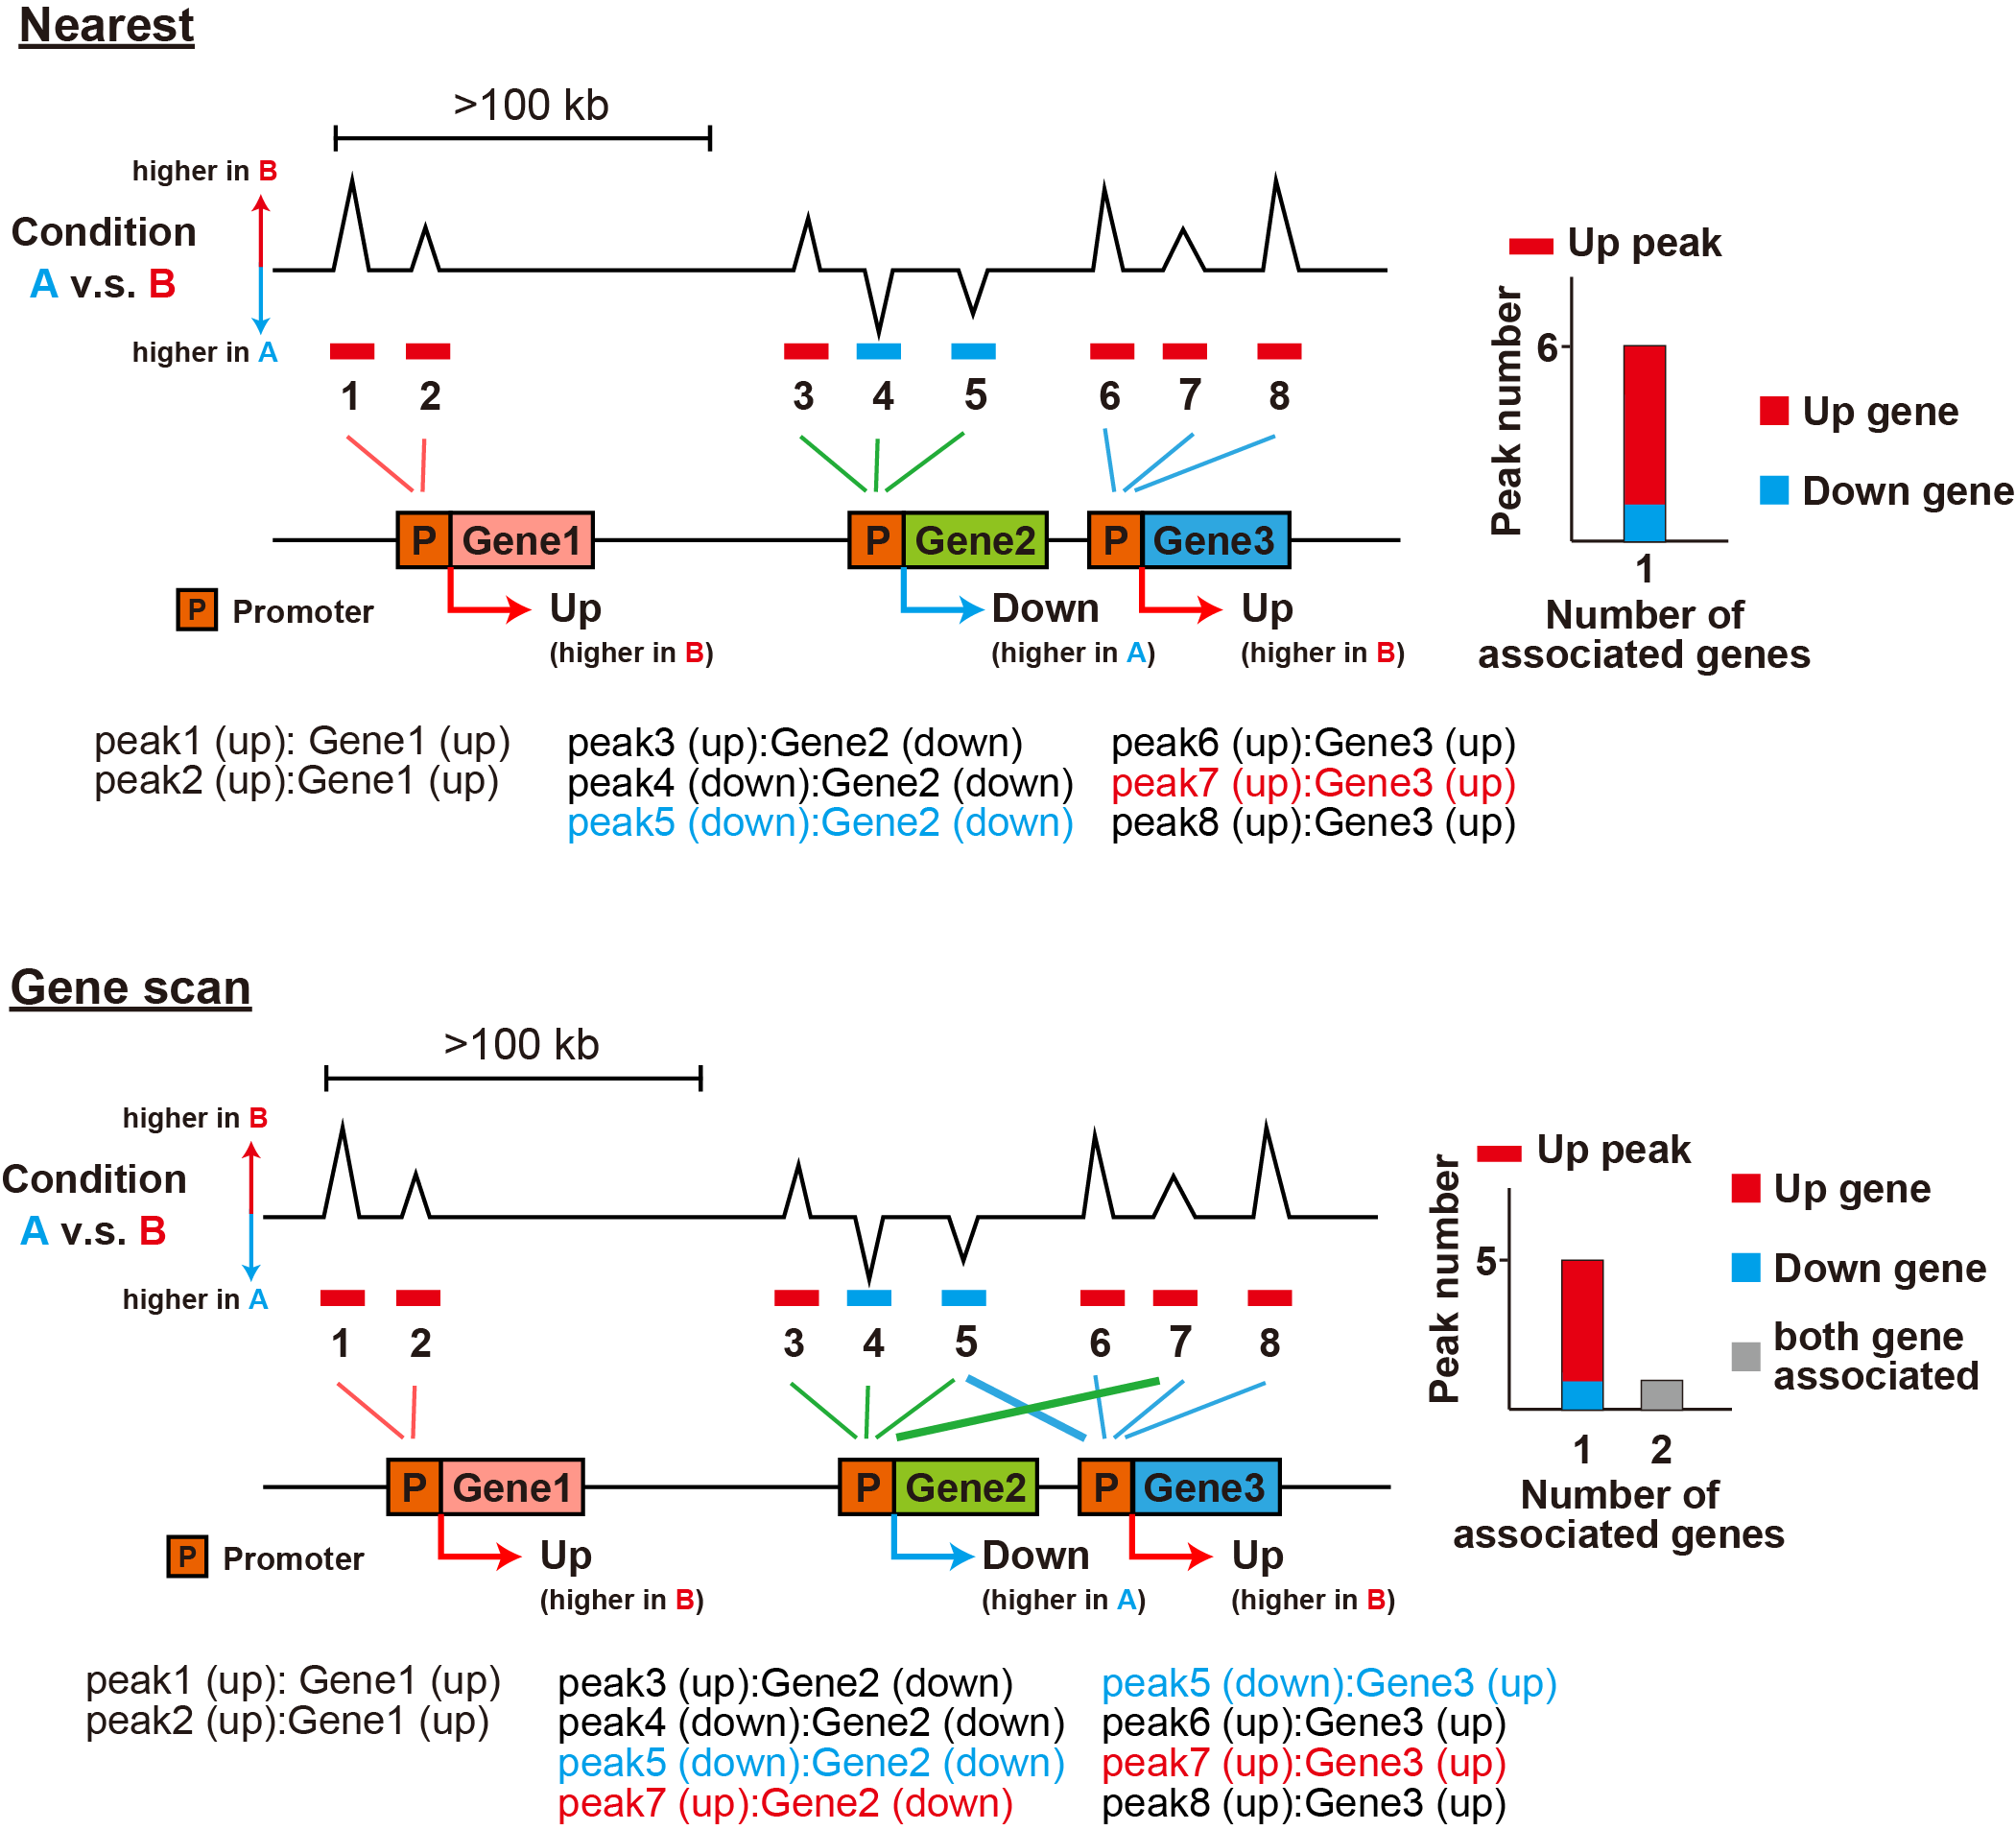 Nearest
>100 kb
higher in B
Condition
A v.s. B
higher in A
1 2 3 4 5 6 7 8
P Gene1 P Gene2 P Gene3
P Promoter
Up
(higher in B)
Down
(higher in A)
Up
(higher in B)
Up peak
Peak number
6
1
Number of
associated genes
Up gene
Down gene
peak1 (up): Gene1 (up)
peak2 (up):Gene1 (up)
peak3 (up):Gene2 (down)
peak4 (down):Gene2 (down)
peak5 (down):Gene2 (down)
peak6 (up):Gene3 (up)
peak7 (up):Gene3 (up)
peak8 (up):Gene3 (up)
Gene scan
>100 kb
higher in B
Condition
A v.s. B
higher in A
1 2 3 4 5 6 7 8
P Gene1 P Gene2 P Gene3
P Promoter
Up
(higher in B)
Down
(higher in A)
Up
(higher in B)
Up peak
Peak number
5
1 2
Number of
associated genes
Up gene
Down gene
both gene
associated
peak1 (up): Gene1 (up)
peak2 (up):Gene1 (up)
peak3 (up):Gene2 (down)
peak4 (down):Gene2 (down)
peak5 (down):Gene2 (down)
peak7 (up):Gene2 (down)
peak5 (down):Gene3 (up)
peak6 (up):Gene3 (up)
peak7 (up):Gene3 (up)
peak8 (up):Gene3 (up)